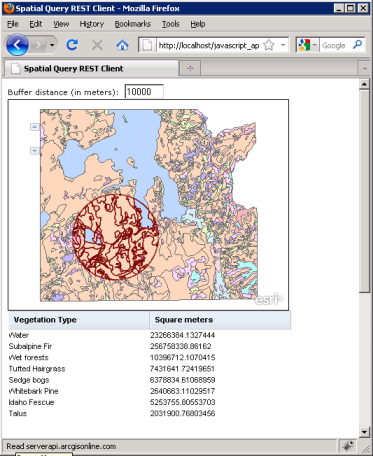 Spatial Query REST Client - Mozilla Firefox
File Edit View History Bookmarks Tools Help
http://localhost/javascript_ap
Google
Spatial Query REST Client
Buffer distance (in meters): 10000
esri
Vegetation Type Square meters
Water 23266384.1327444
Subalpine Fir 256758338.86162
Wet forests 10396712.1070415
Tufted Hairgrass 7431641.72419651
Sedge bogs 6378834.61068959
Whitebark Pine 2640663.11029517
Idaho Fescue 5253755.80553703
Talus 2031900.76803456
Read serverapi.arcgisonline.com